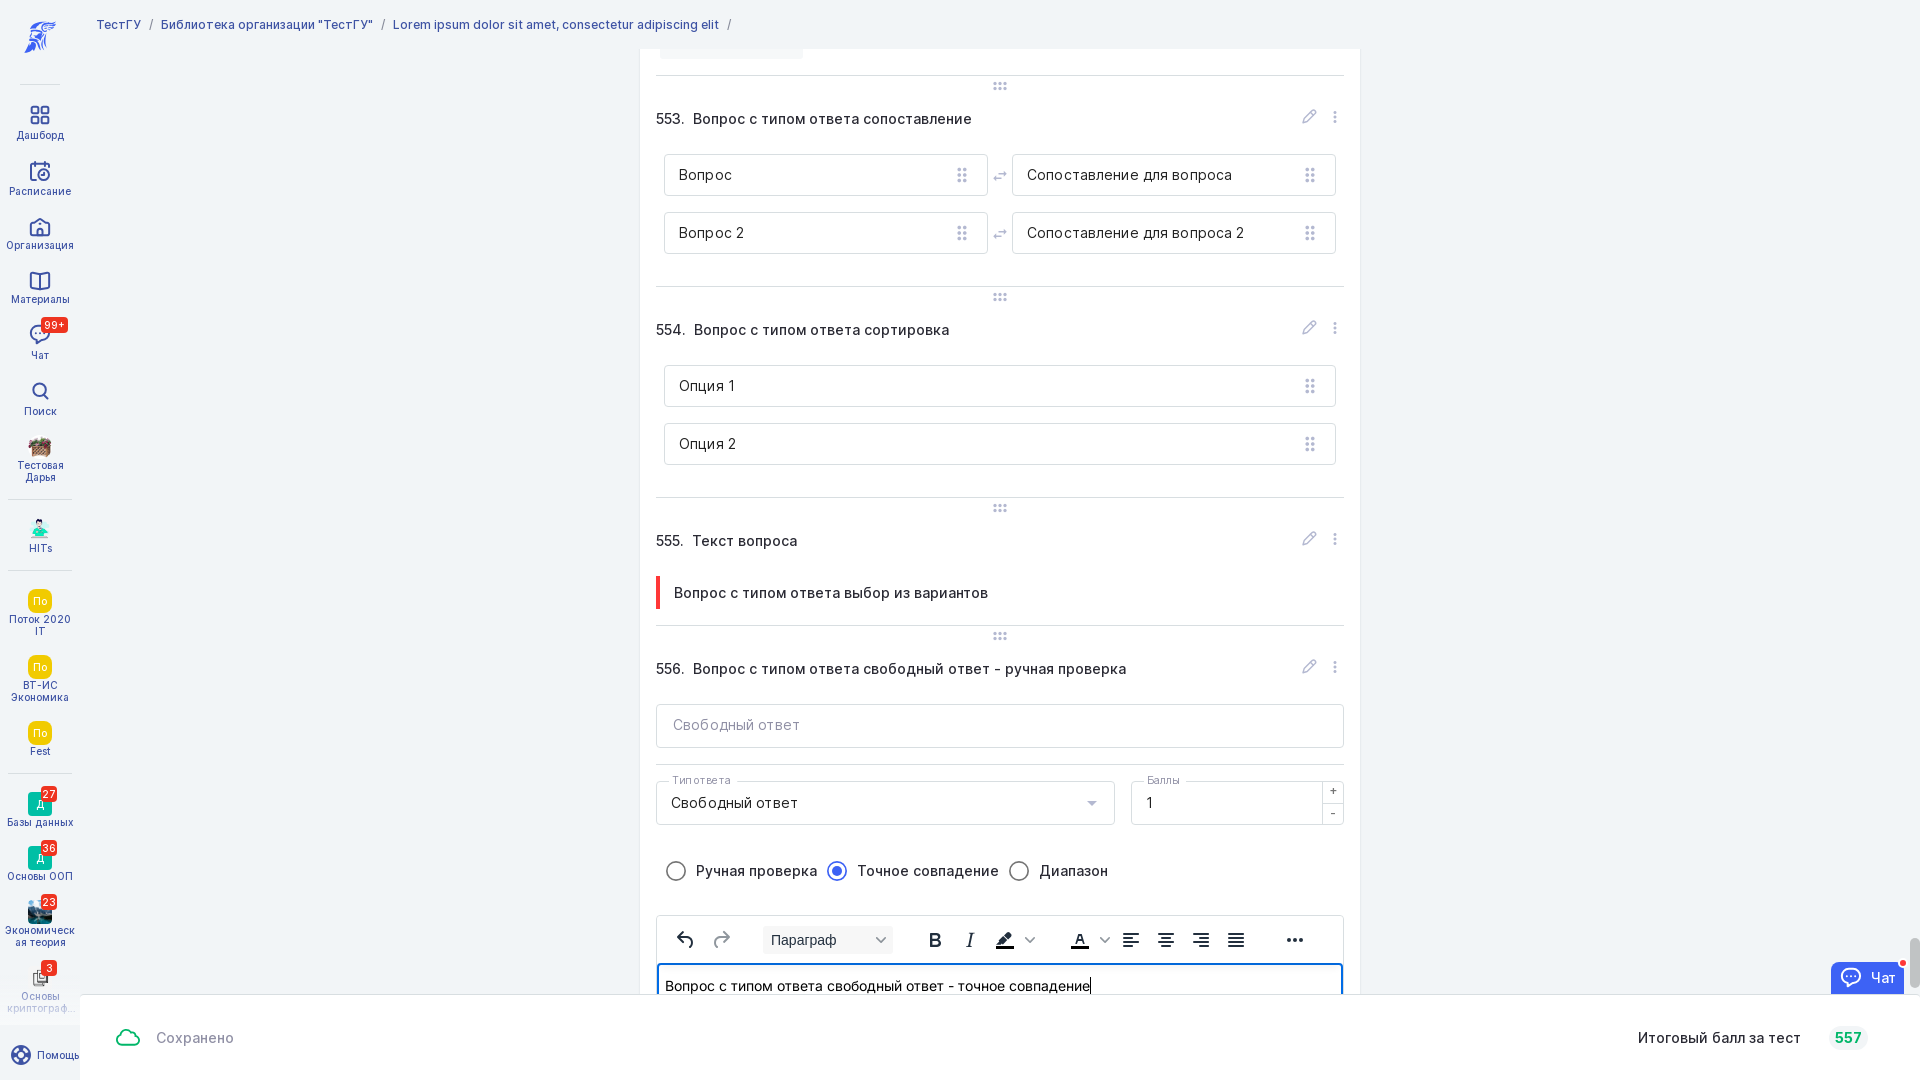 ТестГУ / Библиотека организации "ТестГУ" / Lorem ipsum dolor sit amet, consectetur adipiscing elit /
Дашборд
Расписание
Организация
Материалы
99+
Чат
Поиск
Тестовая
Дарья
HITs
По
Поток 2020
IT
По
ВТ-ИС
Экономика
По
Fest
27
Д
Базы данных
36
Д
Основы ООП
23
Экономическ
ая теория
3
Основы
криптограф...
Помощь
553. Вопрос с типом ответа сопоставление
Вопрос
Сопоставление для вопроса
Вопрос 2
Сопоставление для вопроса 2
554. Вопрос с типом ответа сортировка
Опция 1
Опция 2
555. Текст вопроса
Вопрос с типом ответа выбор из вариантов
556. Вопрос с типом ответа свободный ответ - ручная проверка
Свободный ответ
Тип ответа
Свободный ответ
Баллы
1
+
-
Ручная проверка
Точное совпадение
Диапазон
Параграф
Вопрос с типом ответа свободный ответ - точное совпадение
Чат
Сохранено
Итоговый балл за тест 557